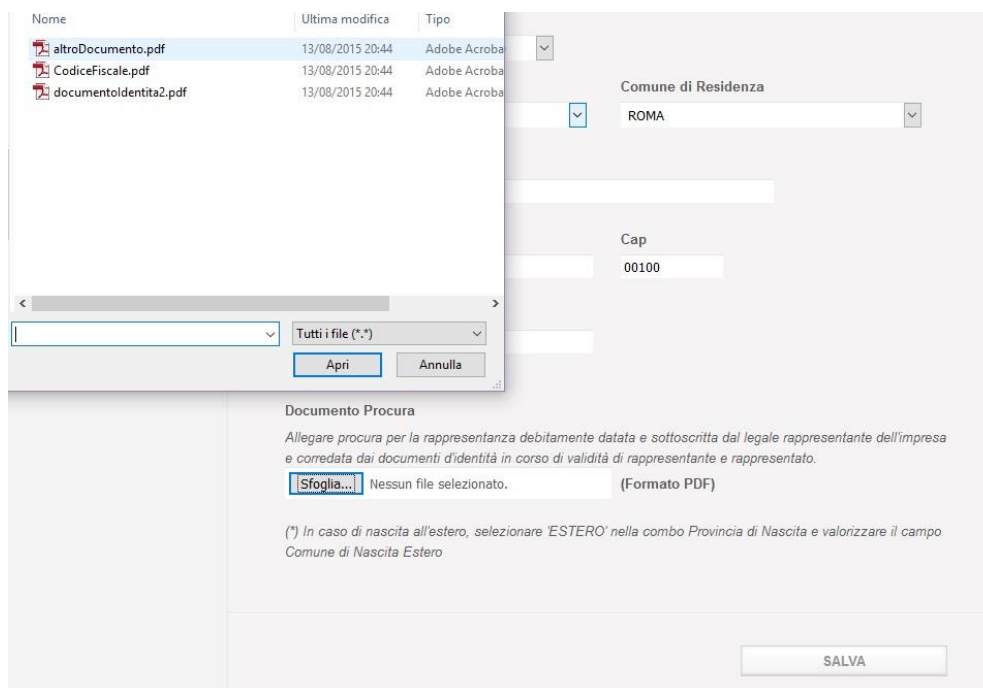 Nome Ultima modifica Tipo
altroDocumento.pdf 13/08/2015 20:44 Adobe Acroba
CodiceFiscale.pdf 13/08/2015 20:44 Adobe Acroba
documentoIdentita2.pdf 13/08/2015 20:44 Adobe Acroba
Comune di Residenza
ROMA
Cap
00100
Tutti i file (*.*)
Apri Annulla
Documento Procura
Allegare procura per la rappresentanza debitamente datata e sottoscritta dal legale rappresentante dell'impresa
e corredata dai documenti d'identità in corso di validità di rappresentante e rappresentato.
Sfoglia... Nessun file selezionato. (Formato PDF)
(*) In caso di nascita all'estero, selezionare 'ESTERO' nella combo Provincia di Nascita e valorizzare il campo
Comune di Nascita Estero
SALVA